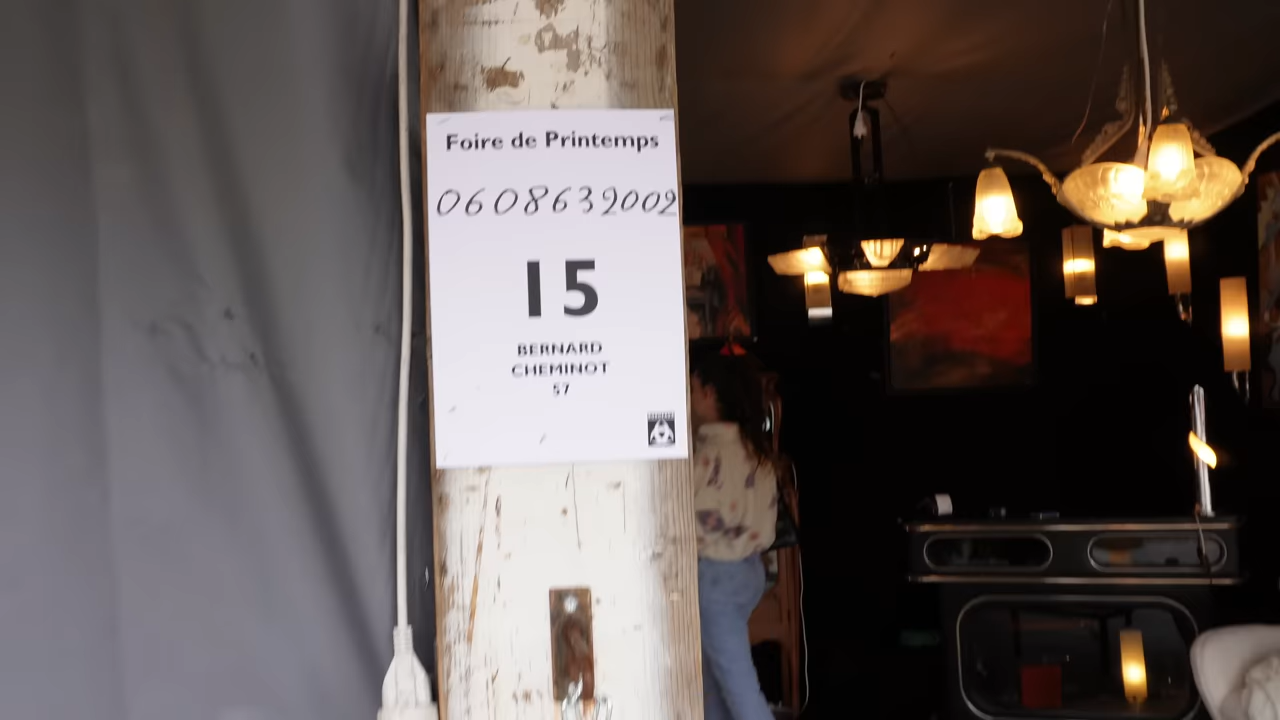 Foire de Printemps
0608639002
15
BERNARD
CHEMINOT
57